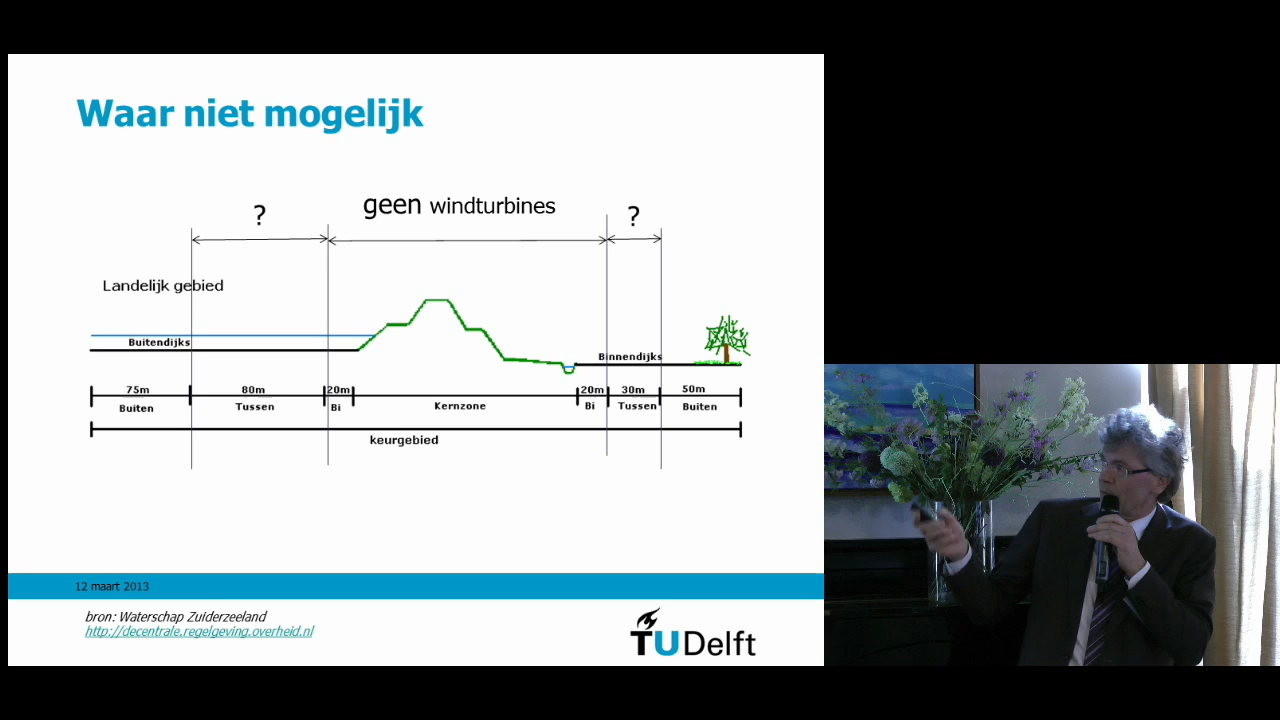 Waar niet mogelijk
? geen windturbines ?
Landelijk gebied
Buitendijks
Binnendijks
75m 80m 20m 20m 30m 50m
Buiten Tussen Bi Kernzone Bi Tussen Buiten
keurgebied
12 maart 2013
bron: Waterschap Zuiderzeeland
http://decentrale.regelgeving.overheid.nl
TUDelft